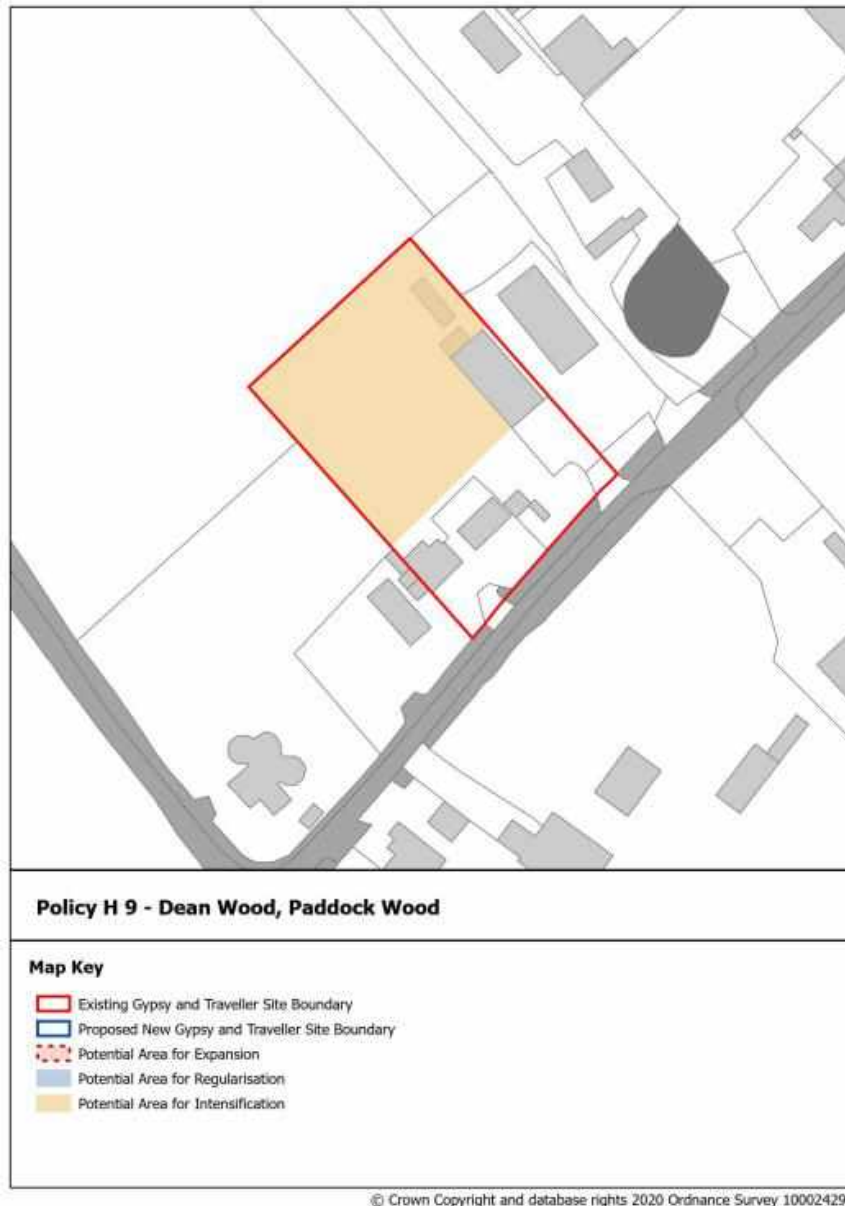 Policy H 9 - Dean Wood, Paddock Wood
Map Key
Existing Gypsy and Traveller Site Boundary
Proposed New Gypsy and Traveller Site Boundary
Potential Area for Expansion
Potential Area for Regularisation
Potential Area for Intensification
© Crown Copyright and database rights 2020 Ordnance Survey 10002429